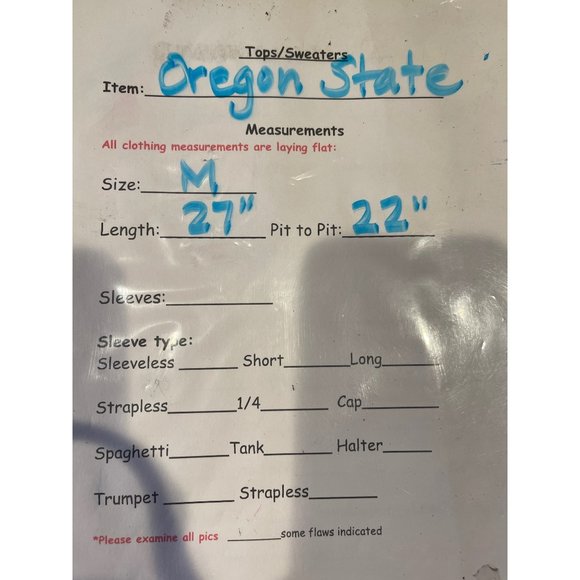 Tops/Sweaters
Item: Oregon State
Measurements
All clothing measurements are laying flat:
Size: M
Length: 27" Pit to Pit: 22"
Sleeves:
Sleeve type:
Sleeveless Short Long
Strapless 1/4 Cap
Spaghetti Tank Halter
Trumpet Strapless
*Please examine all pics some flaws indicated